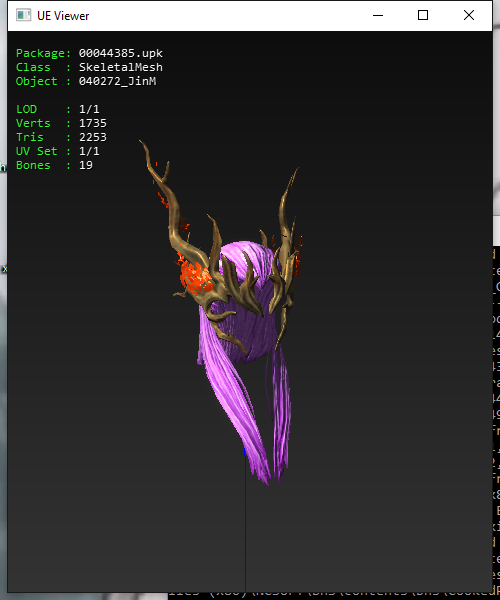 UE Viewer
Package: 00044385.upk
Class : SkeletalMesh
Object : 040272_JinM
LOD : 1/1
Verts : 1735
Tris : 2253
UV Set : 1/1
Bones : 19